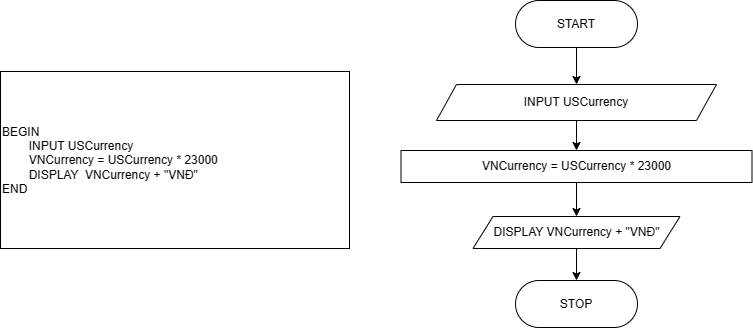 BEGIN
INPUT USCurrency
VNCurrency = USCurrency * 23000
DISPLAY  VNCurrency + "VNĐ"
END
START
INPUT USCurrency
VNCurrency = USCurrency * 23000
DISPLAY VNCurrency + "VNĐ"
STOP